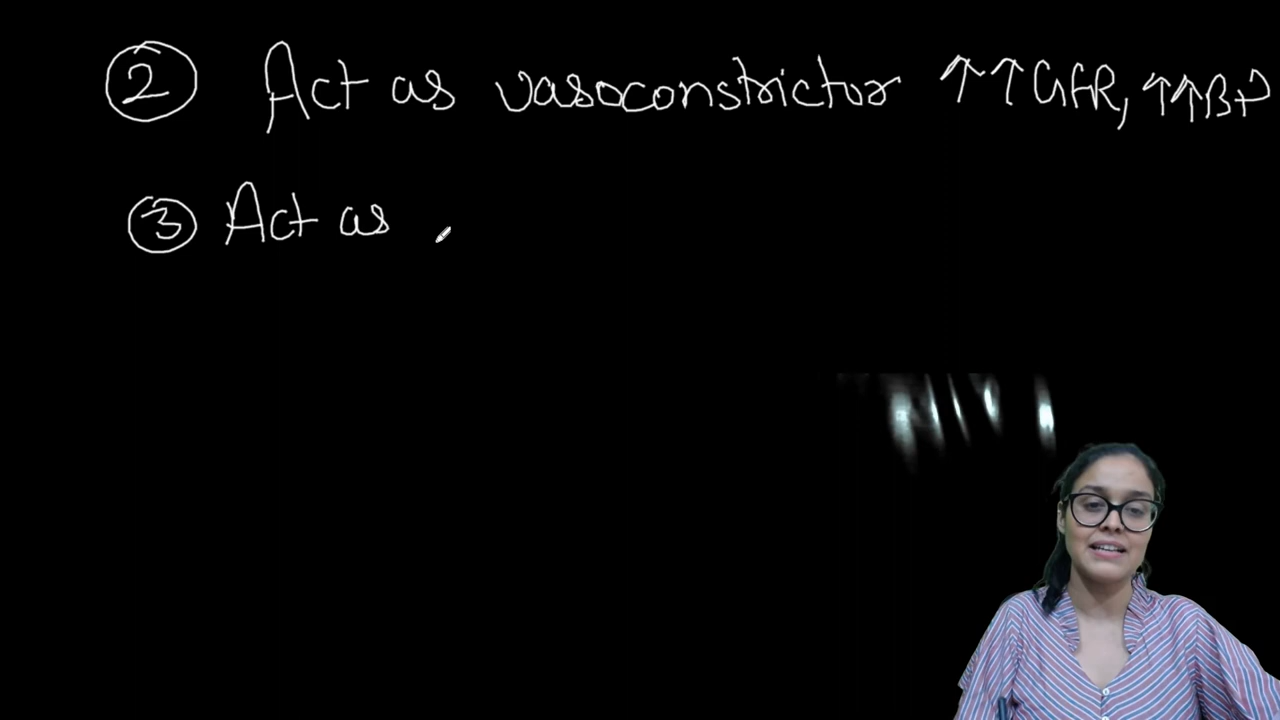 ② Act as vasoconstrictor ↑↑ GFR, ↑↑ BP
③ Act as